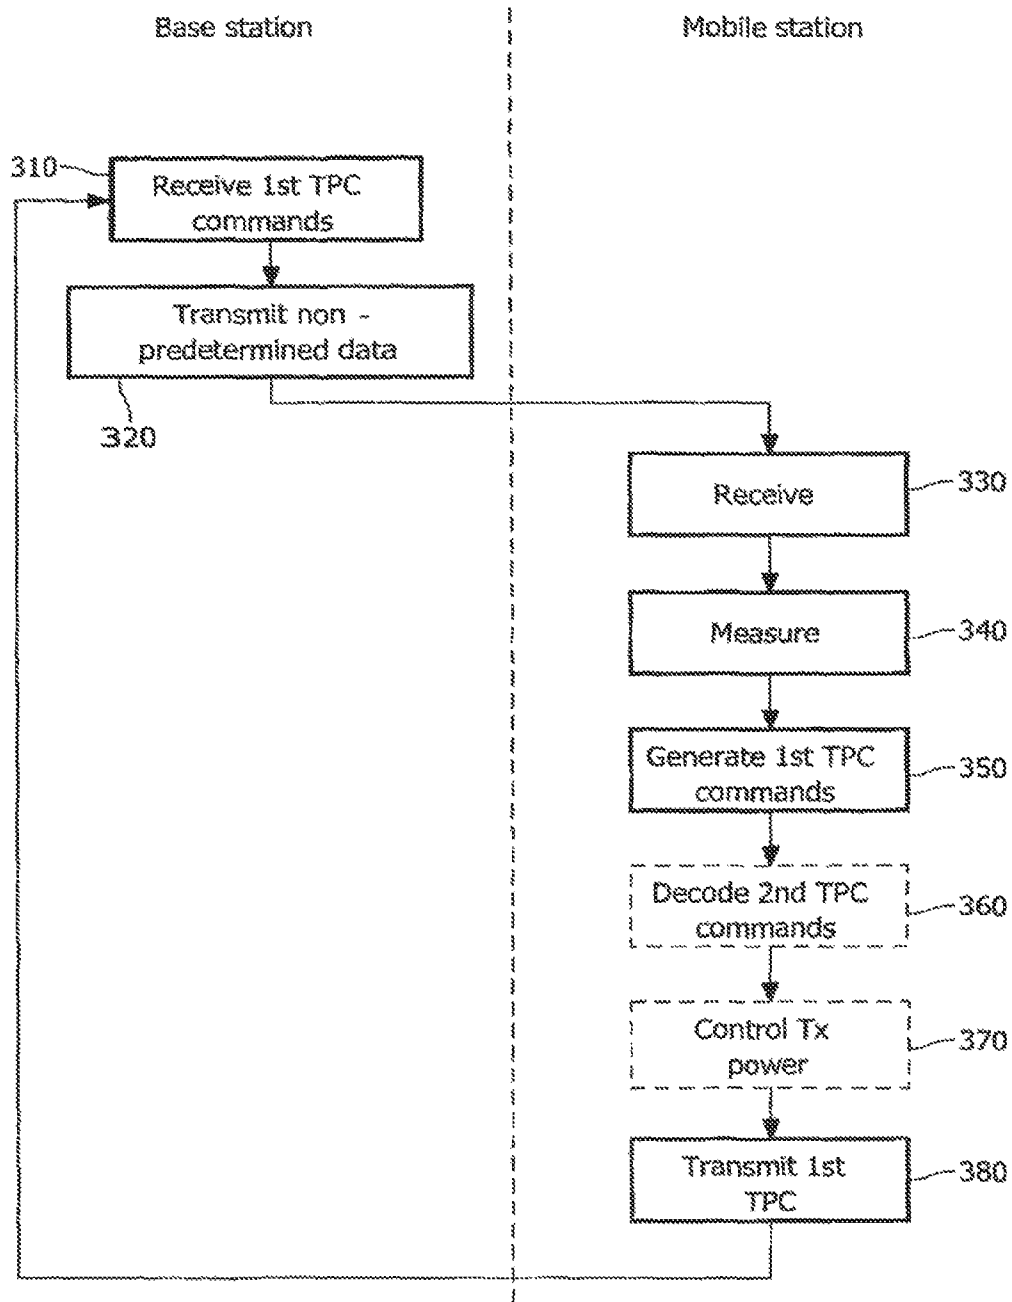 Base station
Mobile station
310
Receive 1st TPC
commands
Transmit non -
predetermined data
320
Receive
330
Measure
340
Generate 1st TPC
commands
350
Decode 2nd TPC
commands
360
Control Tx
power
370
Transmit 1st
TPC
380